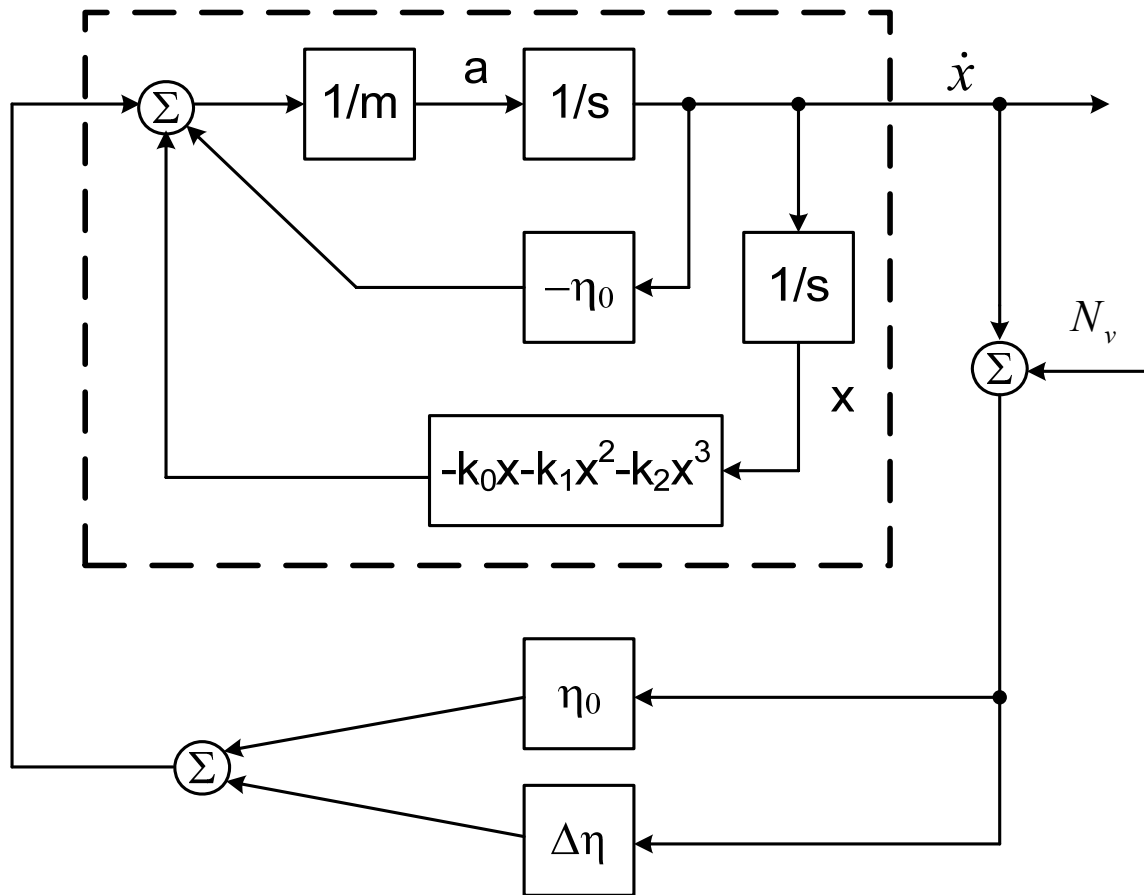 Σ
1/m
a
1/s
ẋ
−η₀
1/s
N_v
Σ
x
-k₀x-k₁x²-k₂x³
η₀
Σ
Δη